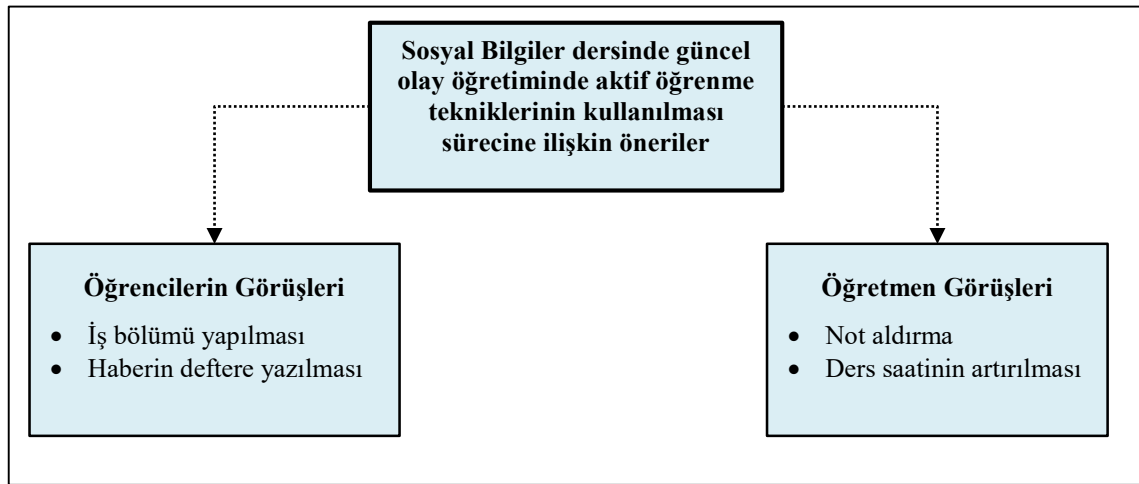 Sosyal Bilgiler dersinde güncel
olay öğretiminde aktif öğrenme
tekniklerinin kullanılması
sürecine ilişkin öneriler
Öğrencilerin Görüşleri
• İş bölümü yapılması
• Haberin deftere yazılması
Öğretmen Görüşleri
• Not aldırma
• Ders saatinin artırılması